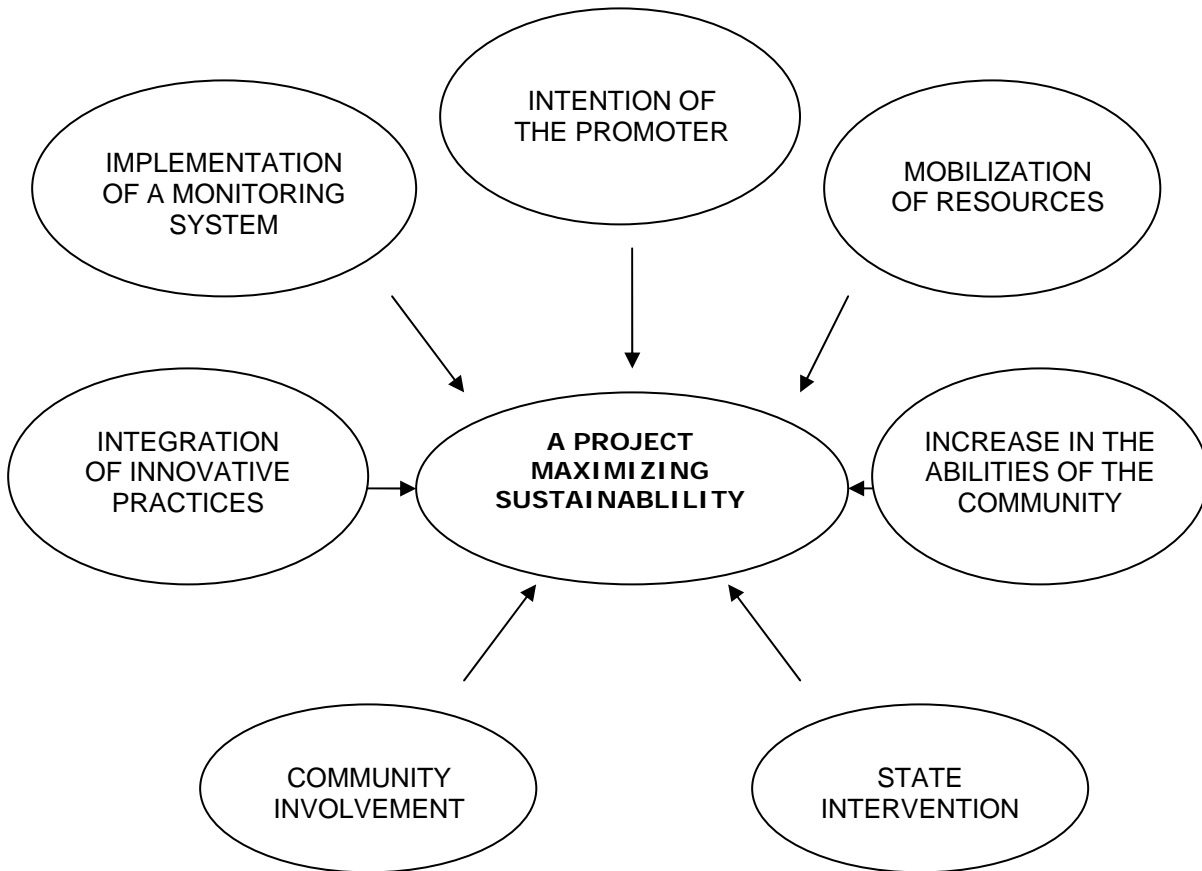 INTENTION OF
THE PROMOTER
IMPLEMENTATION
OF A MONITORING
SYSTEM
MOBILIZATION
OF RESOURCES
INTEGRATION
OF INNOVATIVE
PRACTICES
A PROJECT
MAXIMIZING
SUSTAINABLILITY
INCREASE IN THE
ABILITIES OF THE
COMMUNITY
COMMUNITY
INVOLVEMENT
STATE
INTERVENTION